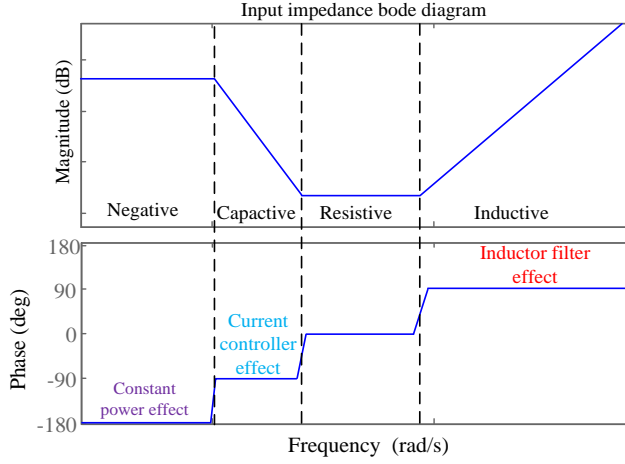 Input impedance bode diagram
Magnitude (dB)
Negative
Capactive
Resistive
Inductive
180
90
0
-90
-180
Phase (deg)
Inductor filter
effect
Current
controller
effect
Constant
power effect
Frequency (rad/s)